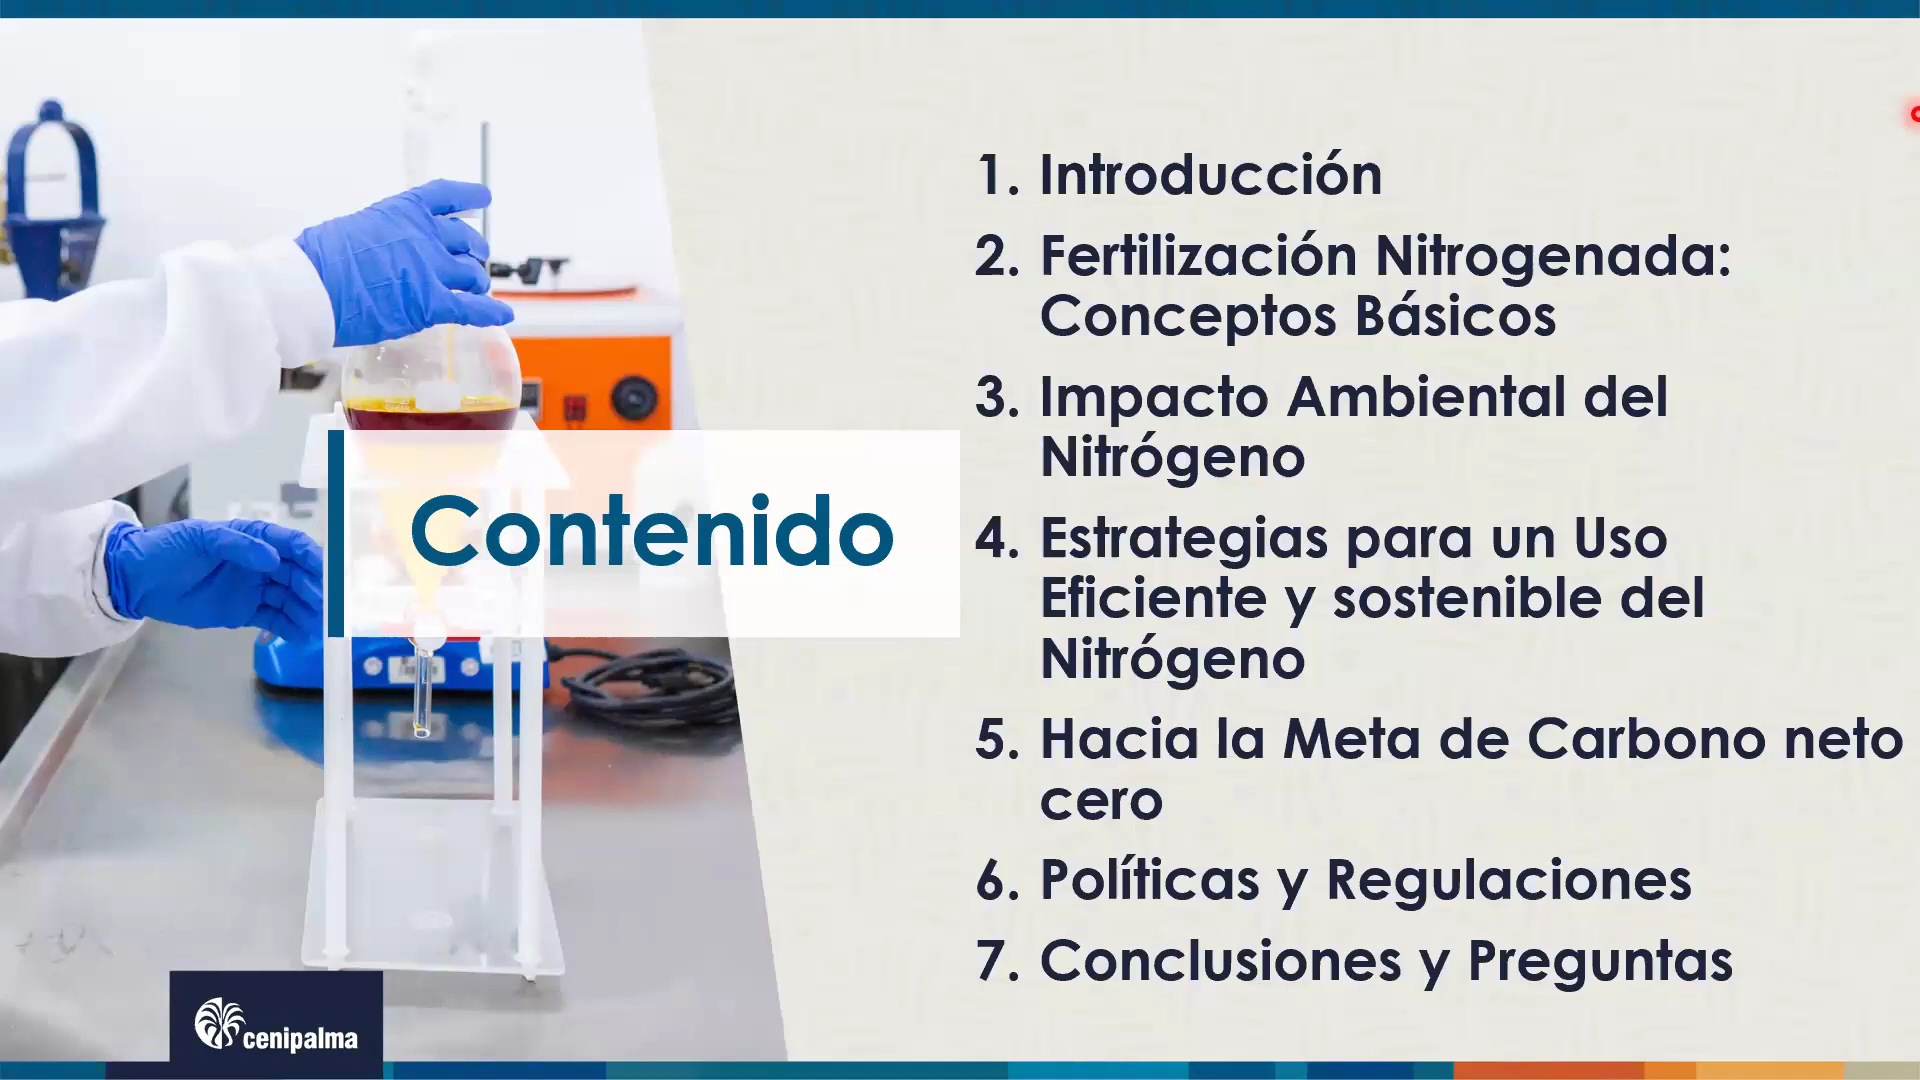 Contenido
1. Introducción
2. Fertilización Nitrogenada:
Conceptos Básicos
3. Impacto Ambiental del
Nitrógeno
4. Estrategias para un Uso
Eficiente y sostenible del
Nitrógeno
5. Hacia la Meta de Carbono neto
cero
6. Políticas y Regulaciones
7. Conclusiones y Preguntas
cenipalma